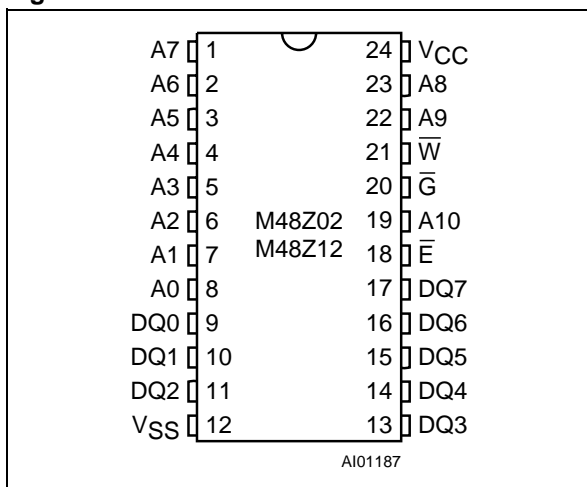 A7 1 24 VCC
A6 2 23 A8
A5 3 22 A9
A4 4 21 W̅
A3 5 20 G̅
A2 6 M48Z02 19 A10
A1 7 M48Z12 18 E̅
A0 8 17 DQ7
DQ0 9 16 DQ6
DQ1 10 15 DQ5
DQ2 11 14 DQ4
VSS 12 13 DQ3
AI01187